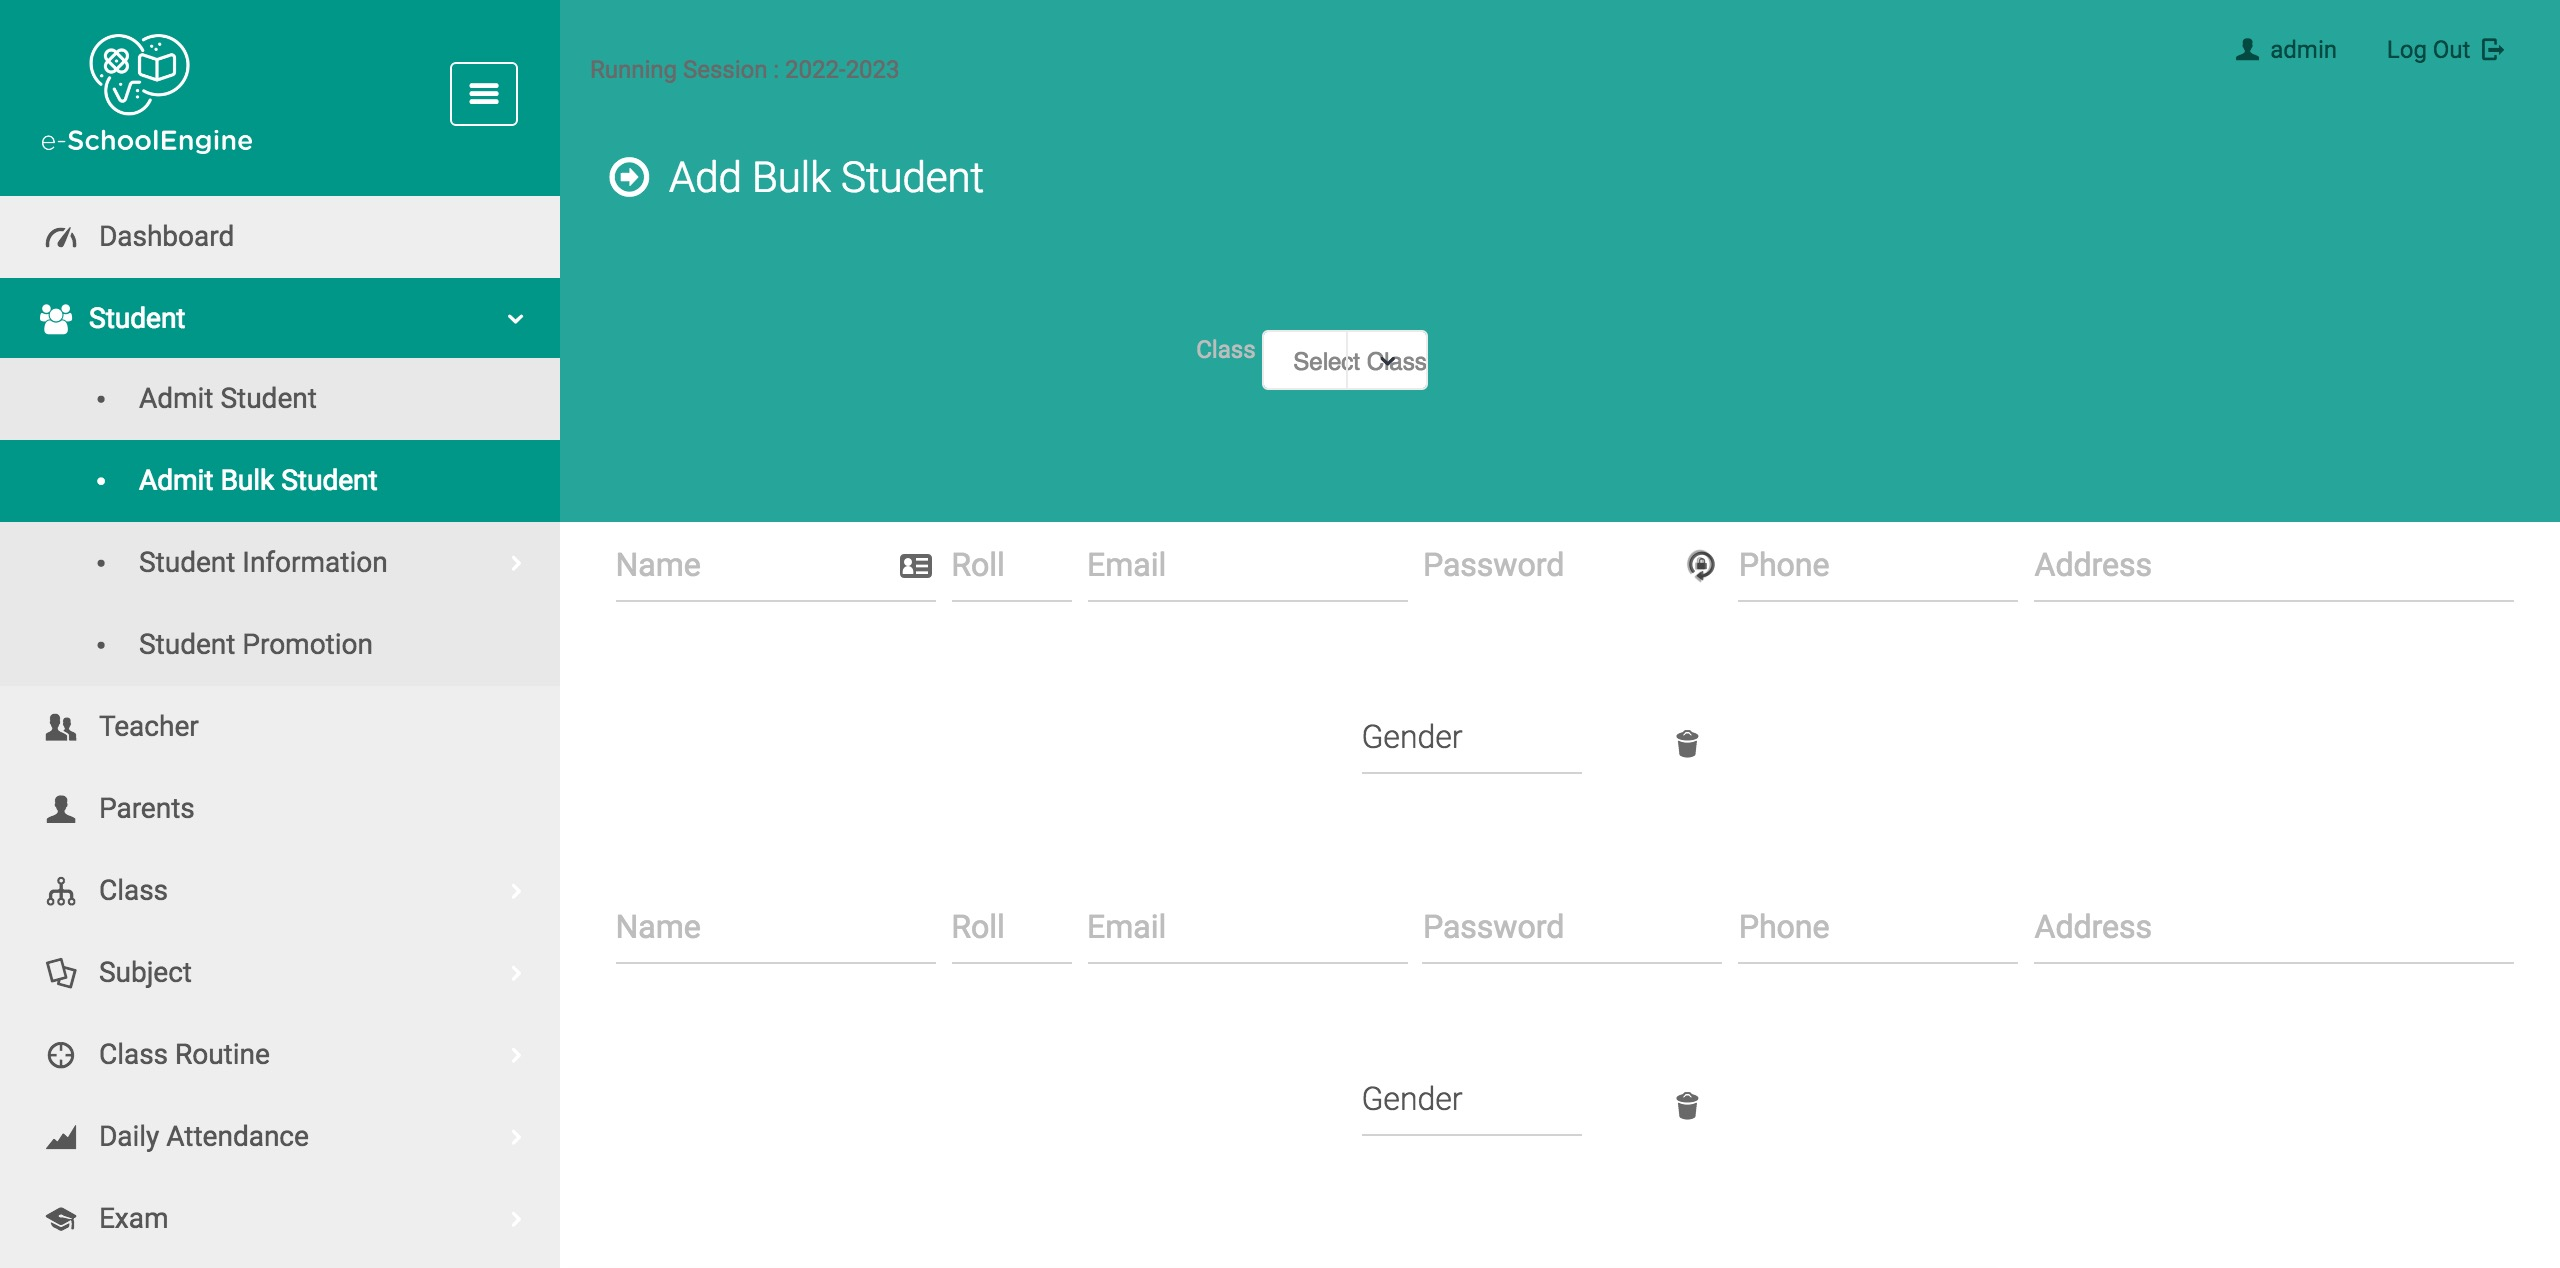 e-SchoolEngine
Running Session : 2022-2023
admin
Log Out
Add Bulk Student
Class
Select Class
Dashboard
Student
Admit Student
Admit Bulk Student
Student Information
Student Promotion
Teacher
Parents
Class
Subject
Class Routine
Daily Attendance
Exam
Name Roll Email Password Phone Address
Gender
Name Roll Email Password Phone Address
Gender